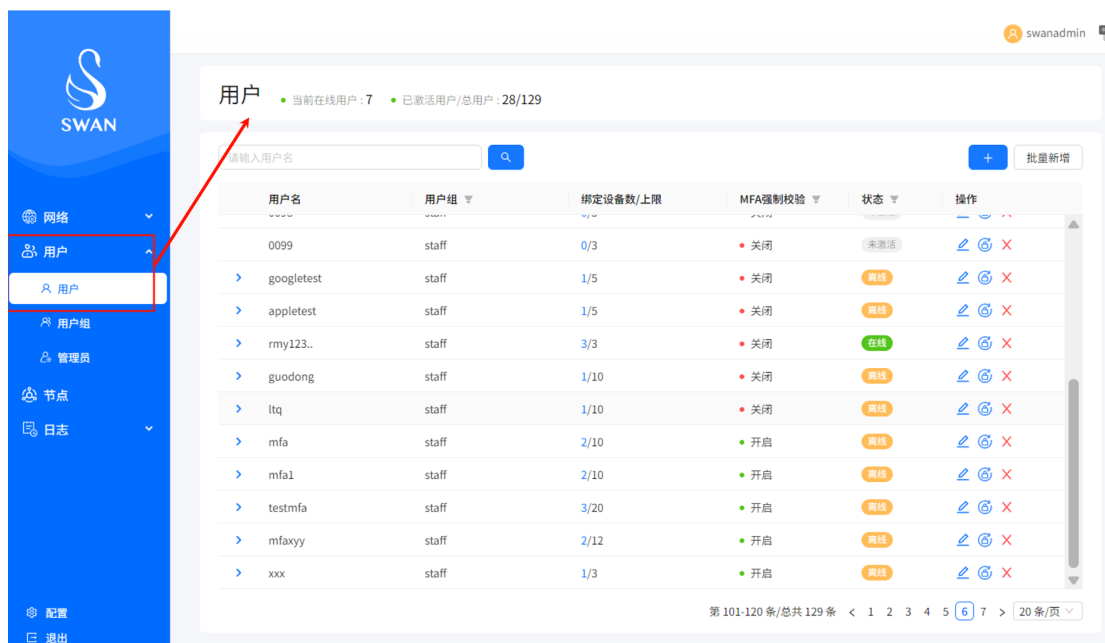 swanadmin
SWAN
用户 当前在线用户 : 7 已激活用户/总用户 : 28/129
请输入用户名 + 批量新增
用户名 用户组 绑定设备数/上限 MFA强制校验 状态 操作
网络
0099 staff 0/3 关闭 未激活
用户
googletest staff 1/5 关闭 离线
用户
appletest staff 1/5 关闭 离线
用户组
rmy123.. staff 3/3 关闭 在线
管理员
guodong staff 1/10 关闭 离线
节点
ltq staff 1/10 关闭 离线
日志
mfa staff 2/10 开启 离线
mfa1 staff 2/10 开启 离线
testmfa staff 3/20 开启 离线
mfaxyy staff 2/12 开启 离线
xxx staff 1/3 开启 离线
第 101-120 条/总共 129 条 < 1 2 3 4 5 6 7 > 20 条/页
配置
退出